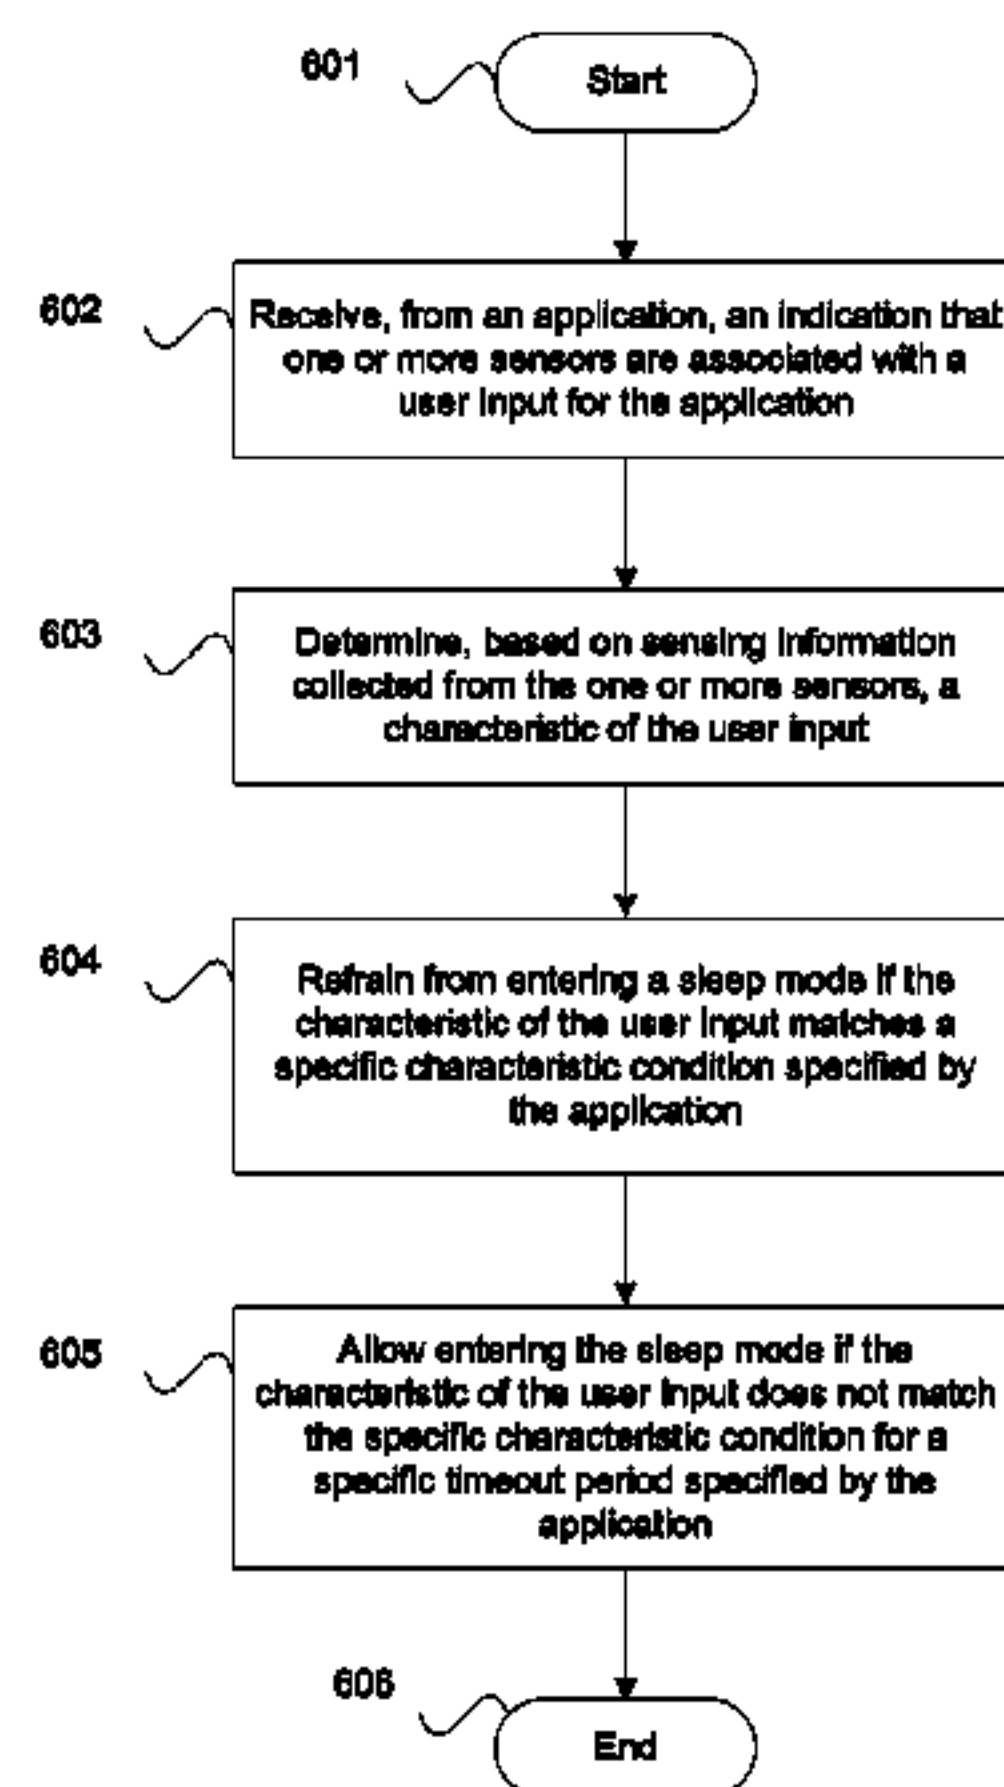 601
Start
602
Receive, from an application, an indication that
one or more sensors are associated with a
user input for the application
603
Determine, based on sensing information
collected from the one or more sensors, a
characteristic of the user input
604
Refrain from entering a sleep mode if the
characteristic of the user input matches a
specific characteristic condition specified by
the application
605
Allow entering the sleep mode if the
characteristic of the user input does not match
the specific characteristic condition for a
specific timeout period specified by the
application
606
End